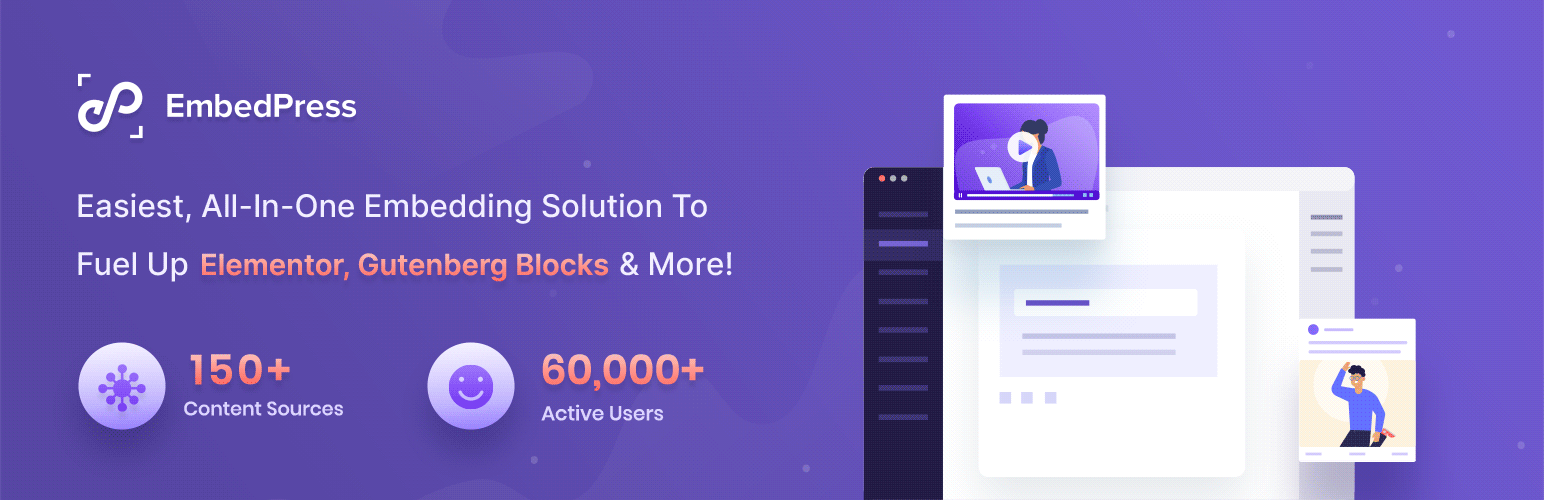 EmbedPress
Easiest, All-In-One Embedding Solution To
Fuel Up Elementor, Gutenberg Blocks & More!
150+
Content Sources
60,000+
Active Users